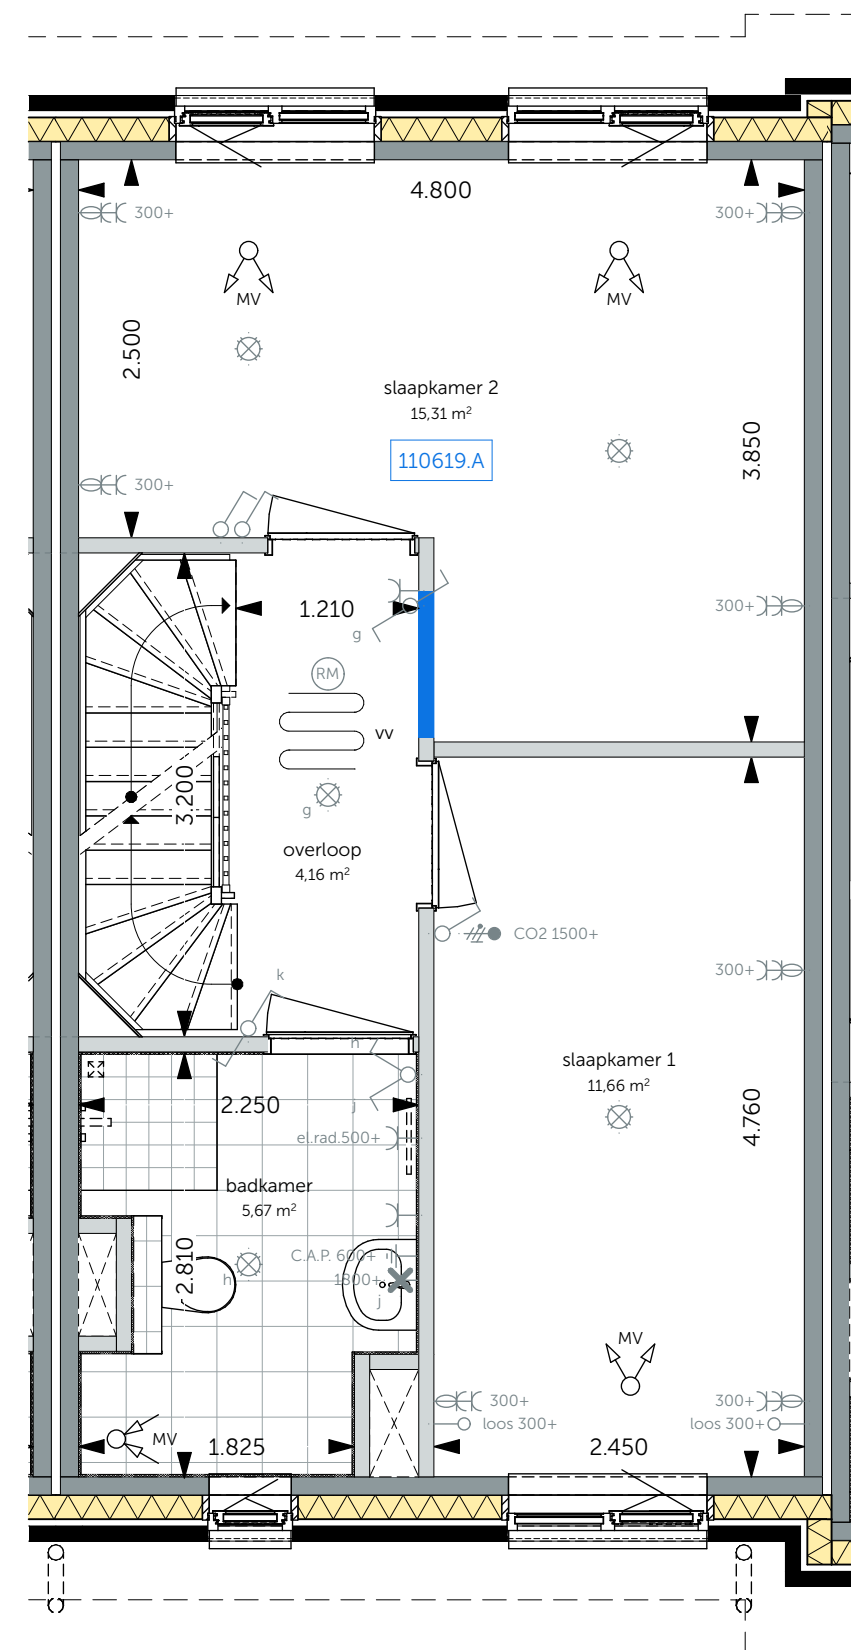 4.800
300+
300+
MV
MV
2.500
slaapkamer 2
15,31 m²
3.850
110619.A
300+
1.210
300+
g
RM
vv
3.200
g
overloop
4,16 m²
CO2 1500+
k
300+
h
slaapkamer 1
11,66 m²
2.250
j
4.760
el.rad.500+
badkamer
5,67 m²
2.810
C.A.P. 600+
h
1800+
j
MV
300+
300+
loos 300+
loos 300+
MV
1.825
2.450